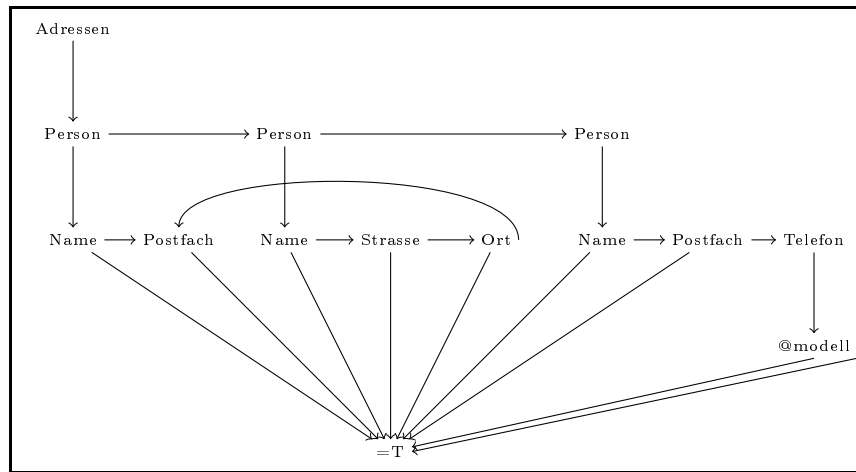 Adressen
Person Person Person
Name Postfach Name Strasse Ort Name Postfach Telefon
@modell
=T